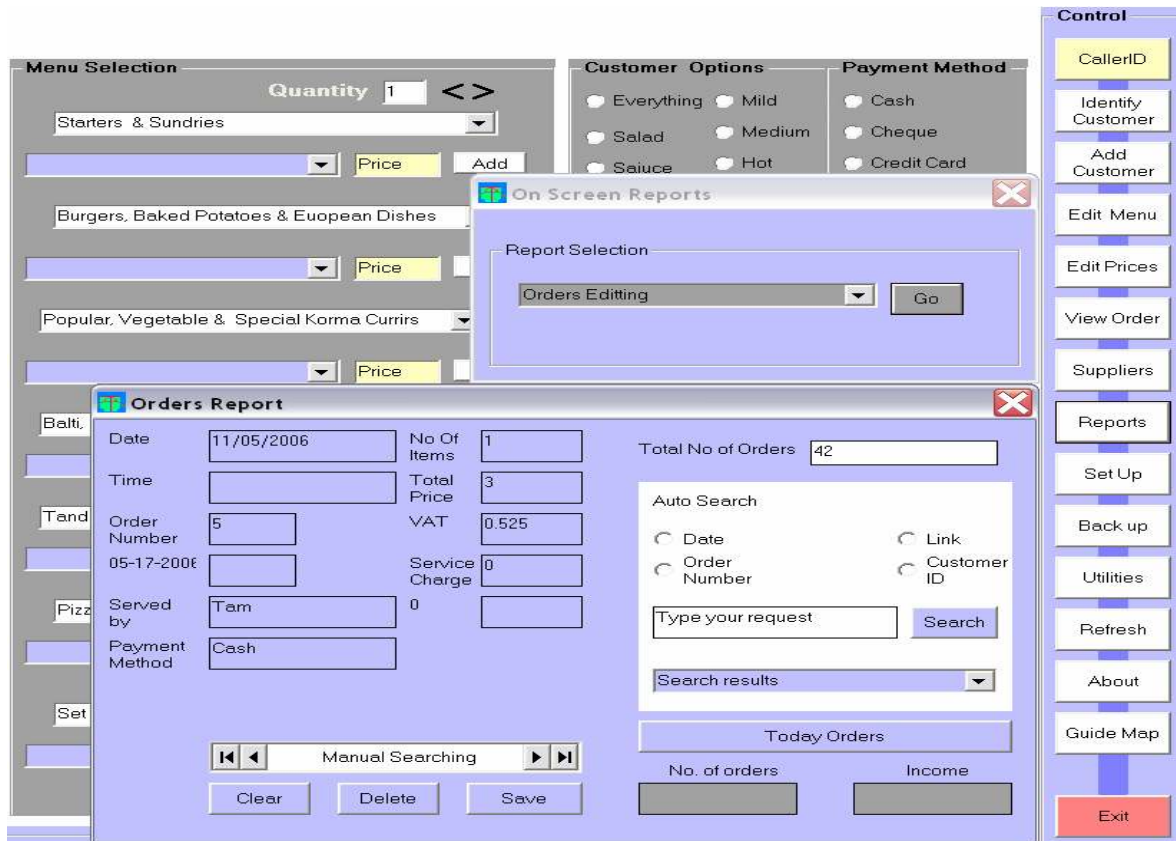 Control
CallerID
Identify
Customer
Add
Customer
Edit Menu
Edit Prices
View Order
Suppliers
Reports
Set Up
Back up
Utilities
Refresh
About
Guide Map
Exit
Menu Selection
Quantity 1 < >
Starters & Sundries
Price Add
Burgers, Baked Potatoes & Euopean Dishes
Price
Popular, Vegetable & Special Korma Currirs
Price
Balti,
Tand
Pizz
Set
Customer Options
Everything Mild
Salad Medium
Saiuce Hot
Payment Method
Cash
Cheque
Credit Card
On Screen Reports
Report Selection
Orders Editting Go
Orders Report
Date 11/05/2006
Time
Order
Number 5
05-17-2006
Served
by Tam
Payment
Method Cash
No Of
Items 1
Total
Price 3
VAT 0.525
Service
Charge 0
0
Manual Searching
Clear Delete Save
Total No of Orders 42
Auto Search
Date Link
Order
Number
Customer
ID
Type your request Search
Search results
Today Orders
No. of orders Income